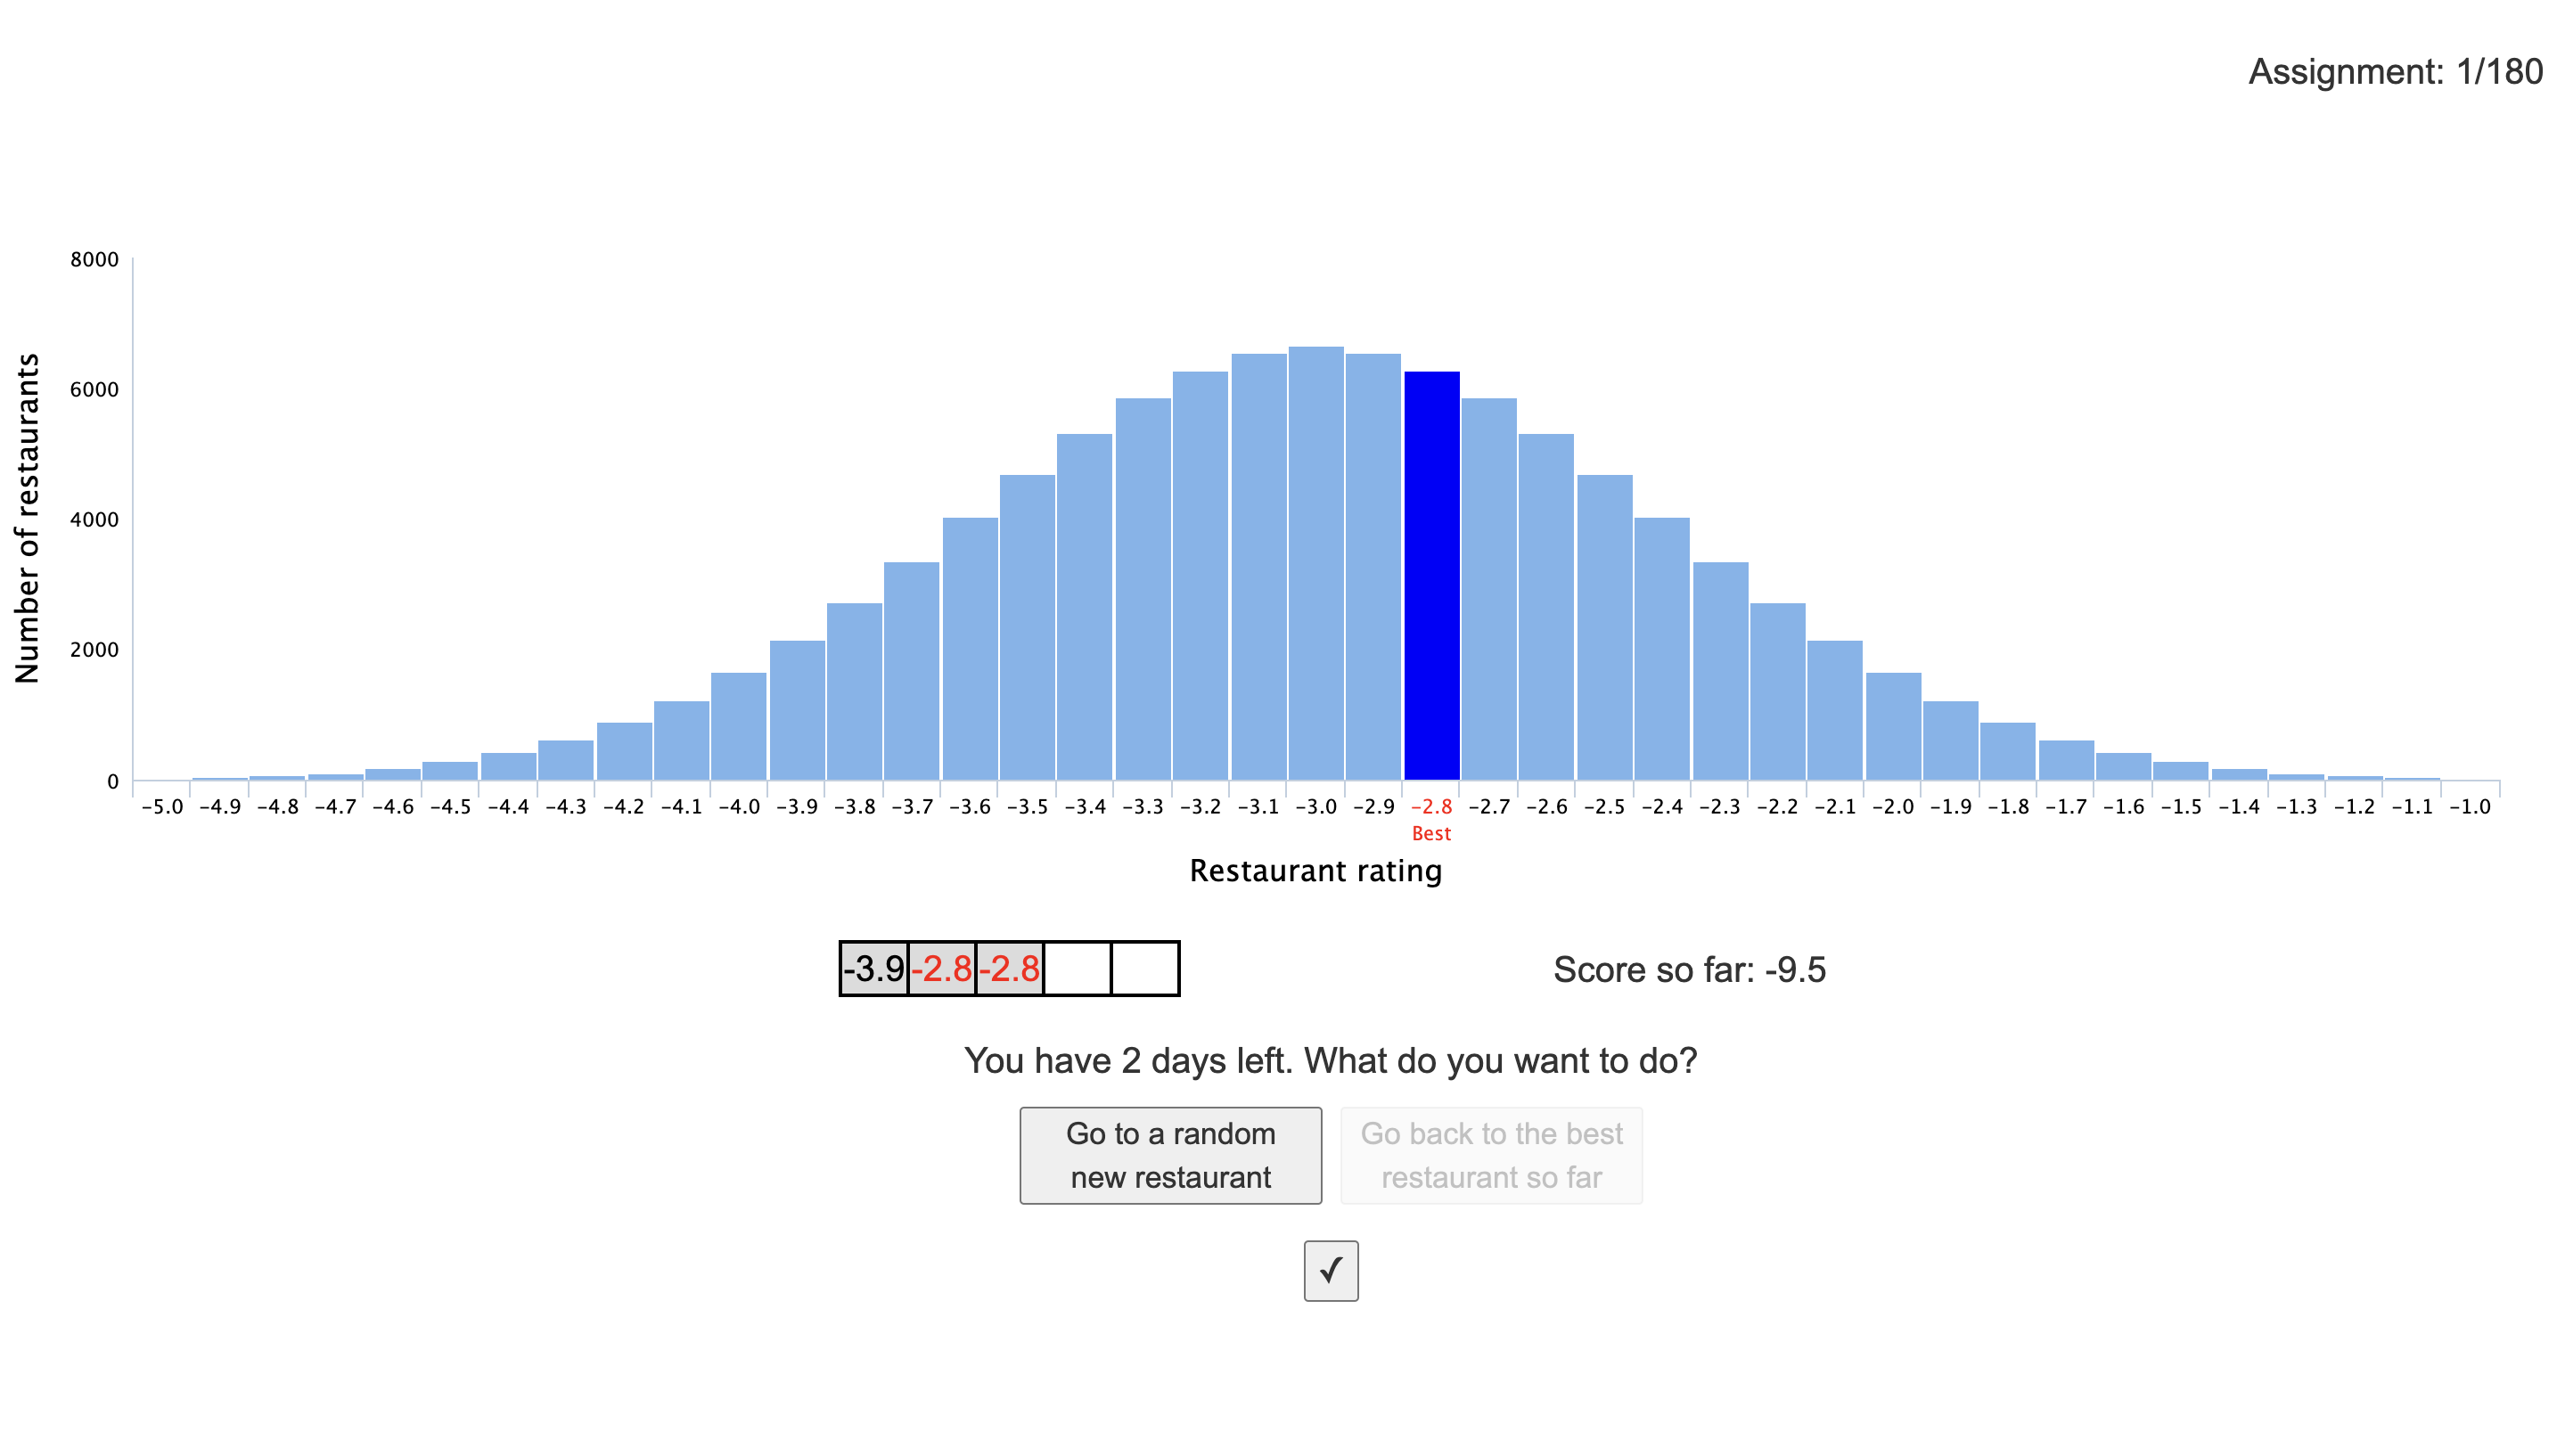 Assignment: 1/180
Number of restaurants
8000
6000
4000
2000
0
−5.0 −4.9 −4.8 −4.7 −4.6 −4.5 −4.4 −4.3 −4.2 −4.1 −4.0 −3.9 −3.8 −3.7 −3.6 −3.5 −3.4 −3.3 −3.2 −3.1 −3.0 −2.9 −2.8 −2.7 −2.6 −2.5 −2.4 −2.3 −2.2 −2.1 −2.0 −1.9 −1.8 −1.7 −1.6 −1.5 −1.4 −1.3 −1.2 −1.1 −1.0
Best
Restaurant rating
-3.9 -2.8 -2.8
Score so far: -9.5
You have 2 days left. What do you want to do?
Go to a random
new restaurant
Go back to the best
restaurant so far
✓